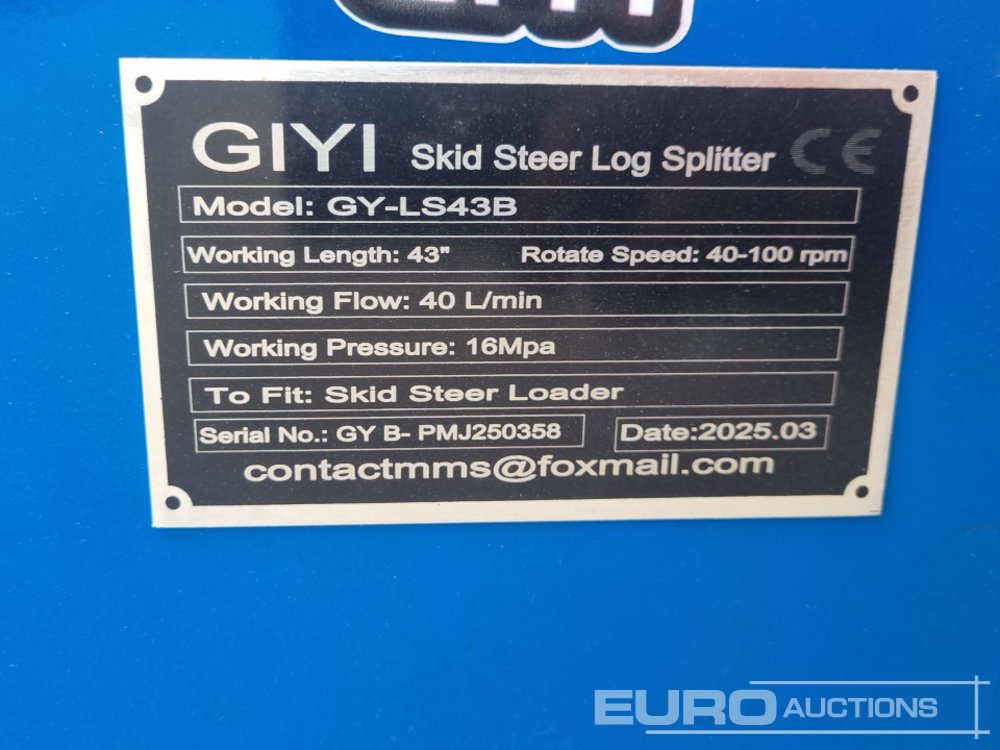 GIYI Skid Steer Log Splitter CE
Model: GY-LS43B
Working Length: 43" Rotate Speed: 40-100 rpm
Working Flow: 40 L/min
Working Pressure: 16Mpa
To Fit: Skid Steer Loader
Serial No.: GY B- PMJ250358 Date:2025.03
contactmms@foxmail.com
EURO AUCTIONS